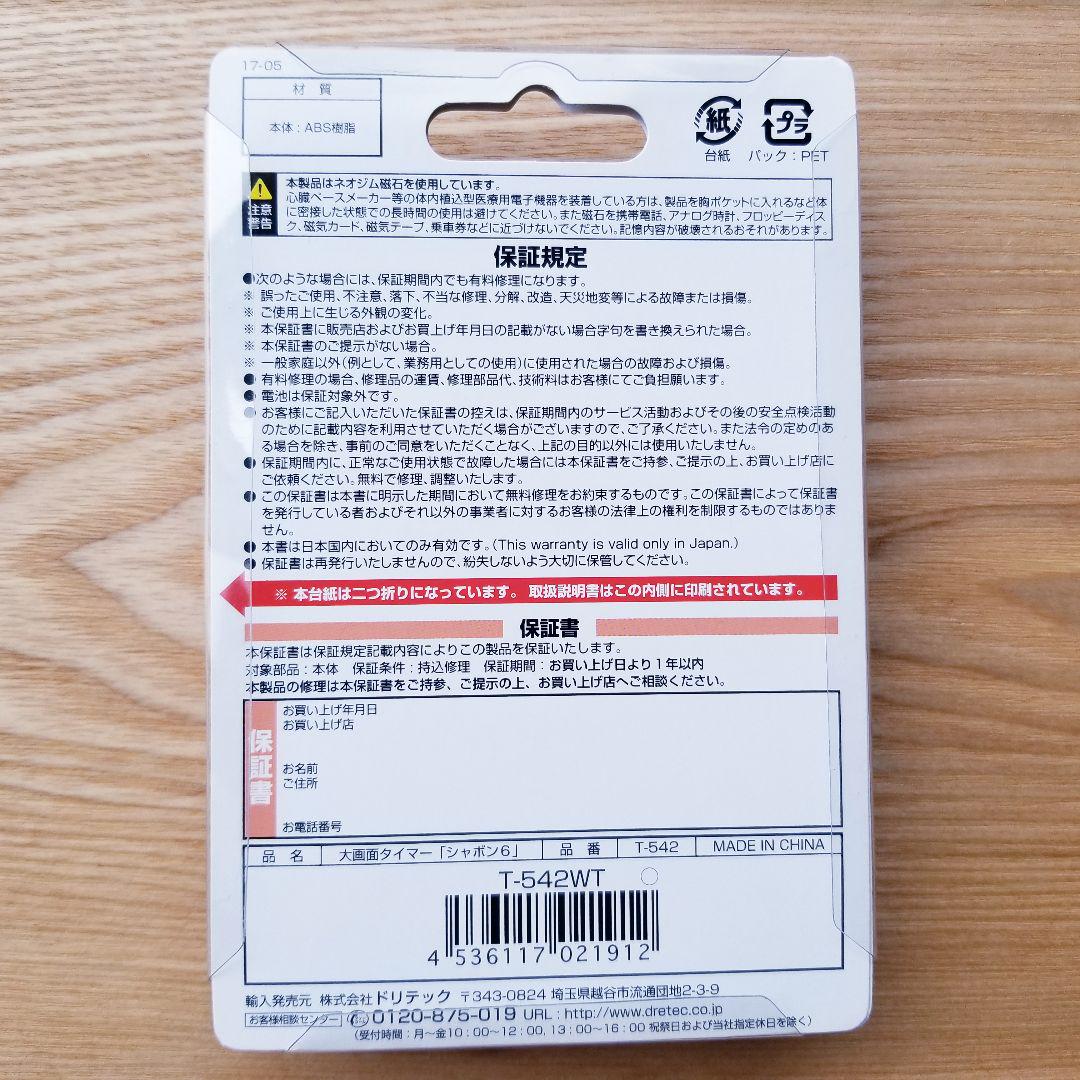 17-05
材 質
本体：ABS樹脂
紙
台紙
プラ
パック：PET
注意
警告
本製品はネオジム磁石を使用しています。
心臓ペースメーカー等の体内植込型医療用電子機器を装着している方は、製品を胸ポケットに入れるなど体
に密接した状態での長時間の使用は避けてください。また磁石を携帯電話、アナログ時計、フロッピーディス
ク、磁気カード、磁気テープ、乗車券などに近づけないでください。記憶内容が破壊されるおそれがあります。
保証規定
●次のような場合には、保証期間内でも有料修理になります。
※ 誤ったご使用、不注意、落下、不当な修理、分解、改造、天災地変等による故障または損傷。
※ ご使用上に生じる外観の変化。
※ 本保証書に販売店およびお買上げ年月日の記載がない場合字句を書き換えられた場合。
※ 本保証書のご提示がない場合。
※ 一般家庭以外(例として、業務用としての使用)に使用された場合の故障および損傷。
● 有料修理の場合、修理品の運賃、修理部品代、技術料はお客様にてご負担願います。
● 電池は保証対象外です。
● お客様にご記入いただいた保証書の控えは、保証期間内のサービス活動およびその後の安全点検活動
のために記載内容を利用させていただく場合がございますので、ご了承ください。また法令の定めのあ
る場合を除き、事前のご同意をいただくことなく、上記の目的以外には使用いたしません。
● 保証期間内に、正常なご使用状態で故障した場合には本保証書をご持参、ご提示の上、お買い上げ店に
ご依頼ください。無料で修理、調整いたします。
● この保証書は本書に明示した期間において無料修理をお約束するものです。この保証書によって保証書
を発行している者およびそれ以外の事業者に対するお客様の法律上の権利を制限するものではありま
せん。
● 本書は日本国内においてのみ有効です。(This warranty is valid only in Japan.)
● 保証書は再発行いたしませんので、紛失しないよう大切に保管してください。
※ 本台紙は二つ折りになっています。 取扱説明書はこの内側に印刷されています。
保証書
本保証書は保証規定記載内容によりこの製品を保証いたします。
対象部品：本体 保証条件：持込修理 保証期間：お買い上げ日より1年以内
本製品の修理は本保証書をご持参、ご提示の上、お買い上げ店へご相談ください。
保証書
お買い上げ年月日
お買い上げ店
お名前
ご住所
お電話番号
品 名 大画面タイマー「シャボン6」 品 番 T-542 MADE IN CHINA
T-542WT
4 536117 021912
輸入発売元 株式会社ドリテック 〒343-0824 埼玉県越谷市流通団地2-3-9
お客様相談センター 0120-875-019 URL：http://www.dretec.co.jp
(受付時間：月～金10：00～12：00, 13：00～16：00 祝祭日および当社指定休日を除く)